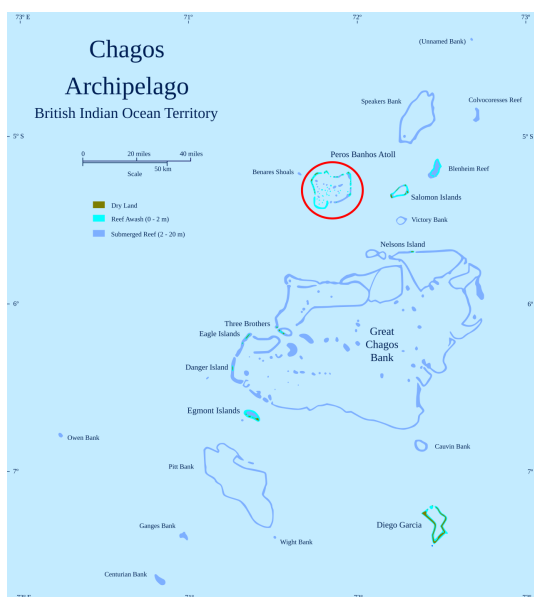 73° E
71°
72°
73°
Chagos
Archipelago
British Indian Ocean Territory
(Unnamed Bank)
Speakers Bank
Colvocoresses Reef
5° S
5° S
0
20 miles
40 miles
50 km
Scale
Peros Banhos Atoll
Benares Shoals
Blenheim Reef
Salomon Islands
Victory Bank
Dry Land
Reef Awash (0 - 2 m)
Submerged Reef (2 - 20 m)
Nelsons Island
6°
6°
Three Brothers
Eagle Islands
Great
Chagos
Bank
Danger Island
Egmont Islands
Owen Bank
Cauvin Bank
Pitt Bank
7°
7°
Diego Garcia
Ganges Bank
Wight Bank
Centurian Bank